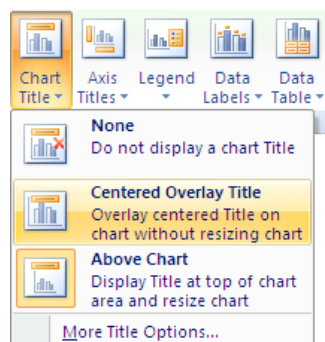 Chart Axis Legend Data Data
Title Titles Labels Table
None
Do not display a chart Title
Centered Overlay Title
Overlay centered Title on
chart without resizing chart
Above Chart
Display Title at top of chart
area and resize chart
More Title Options...